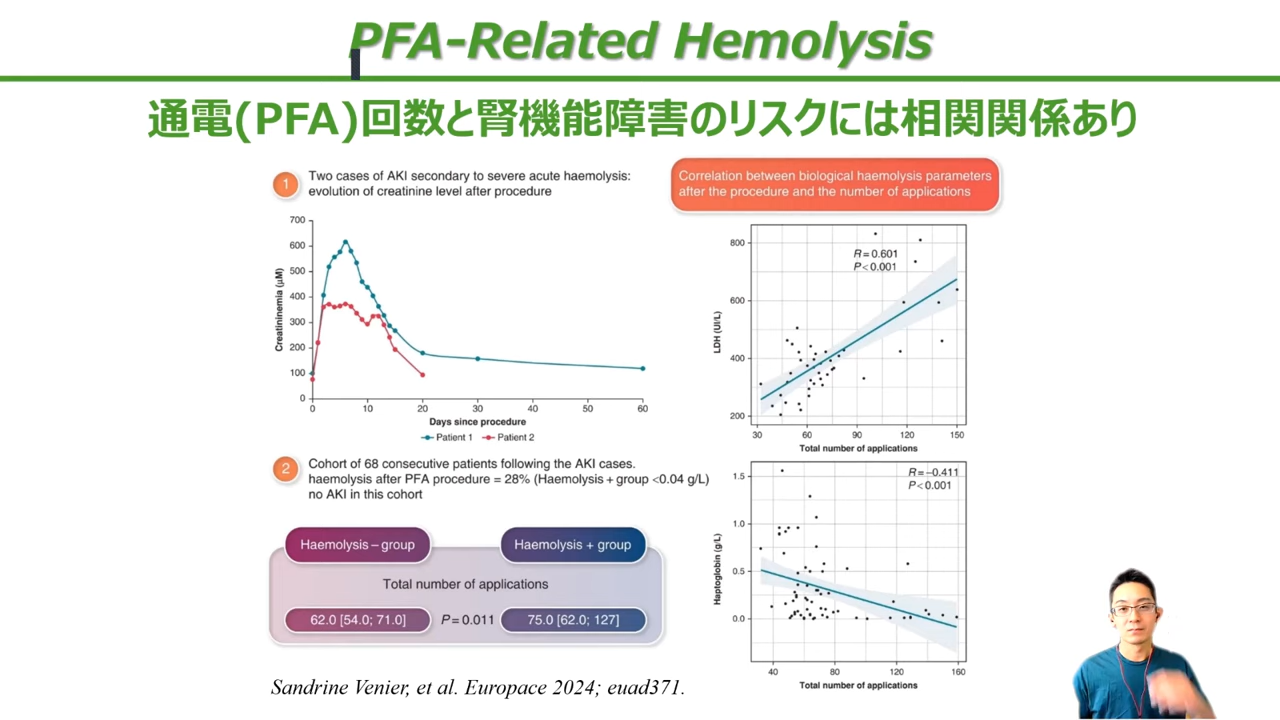 PFA-Related Hemolysis
通電(PFA)回数と腎機能障害のリスクには相関関係あり
1
Two cases of AKI secondary to severe acute haemolysis:
evolution of creatinine level after procedure
700
600
500
400
300
200
100
0
Creatininemia (μM)
0
10
20
30
40
50
60
Days since procedure
Patient 1
Patient 2
2
Cohort of 68 consecutive patients following the AKI cases.
haemolysis after PFA procedure = 28% (Haemolysis + group <0.04 g/L)
no AKI in this cohort
Haemolysis – group
Haemolysis + group
Total number of applications
62.0 [54.0; 71.0]
P = 0.011
75.0 [62.0; 127]
Correlation between biological haemolysis parameters
after the procedure and the number of applications
R = 0.601
P < 0.001
800
600
400
200
LDH (UI/L)
30
60
90
120
150
Total number of applications
R = –0.411
P < 0.001
1.5
1.0
0.5
0.0
Haptoglobin (g/L)
40
80
120
160
Total number of applications
Sandrine Venier, et al. Europace 2024; euad371.